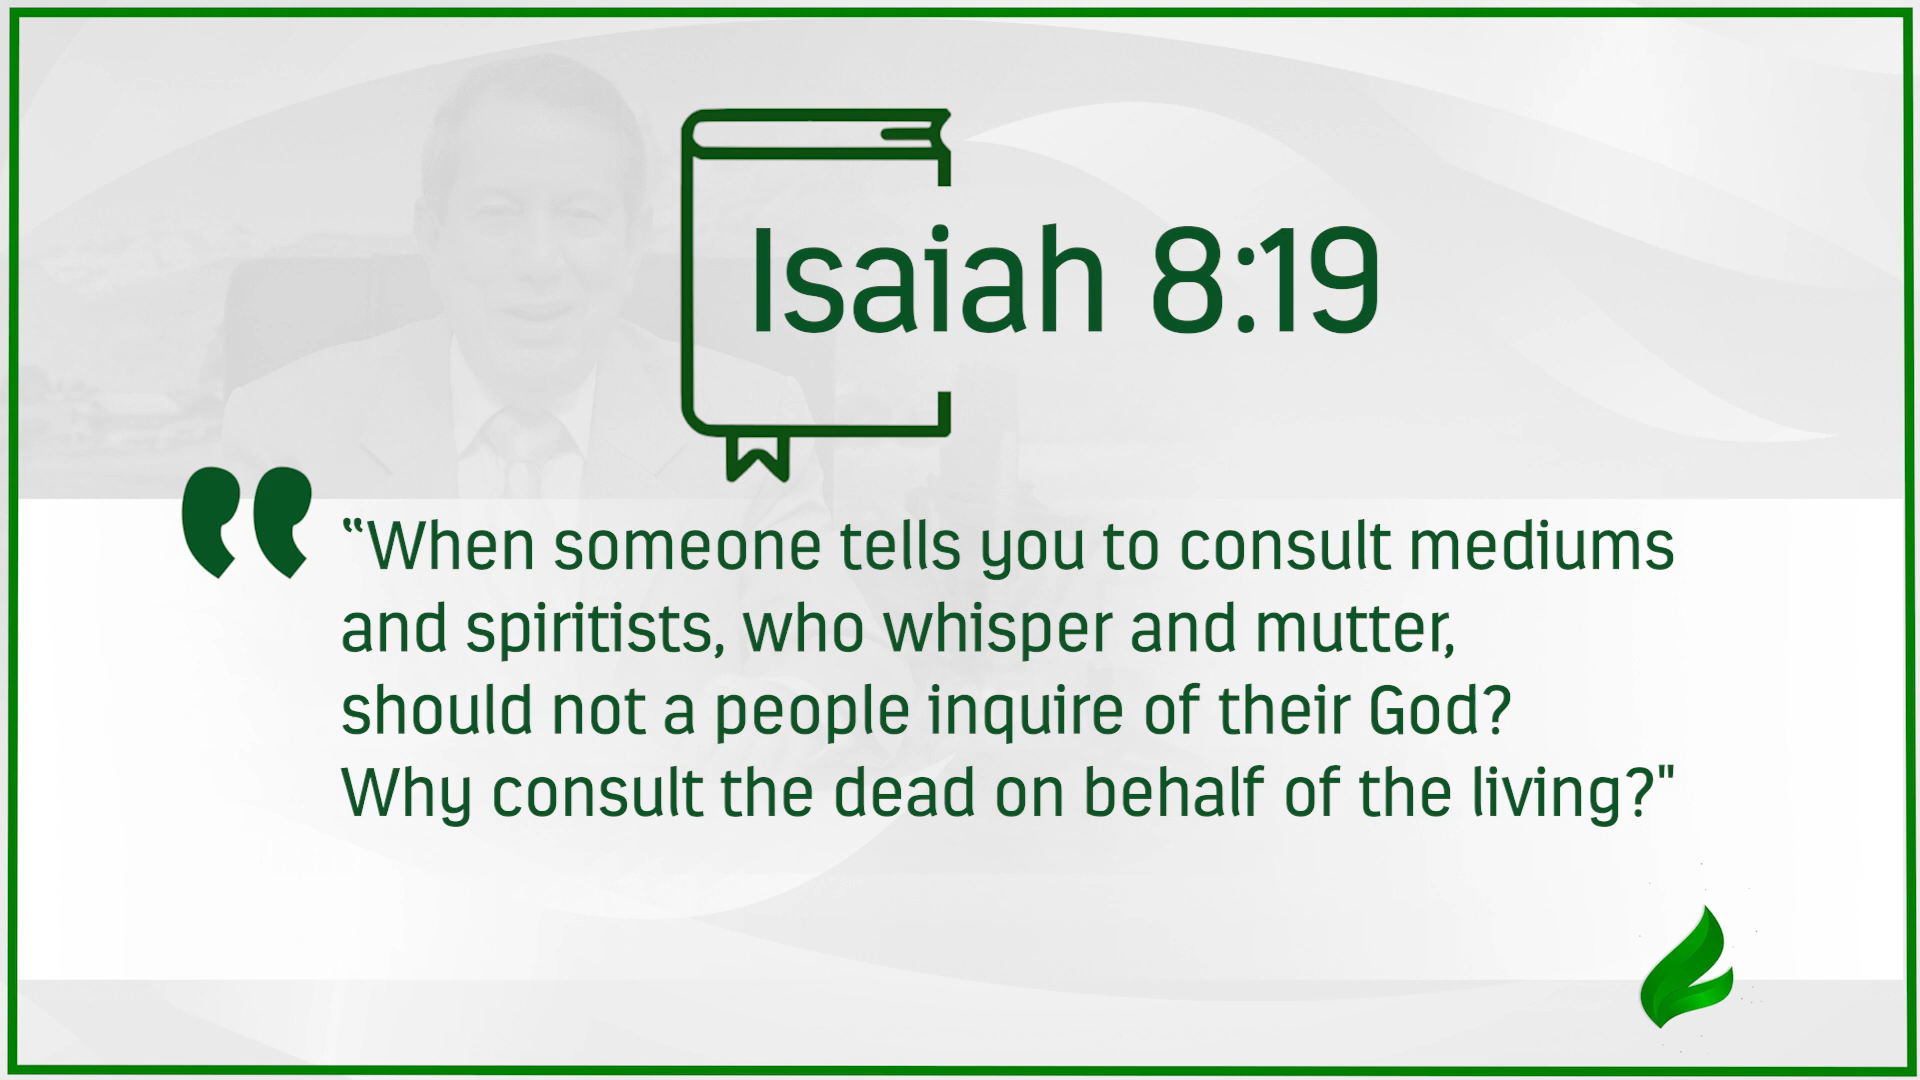 Isaiah 8:19
“When someone tells you to consult mediums
and spiritists, who whisper and mutter,
should not a people inquire of their God?
Why consult the dead on behalf of the living?"